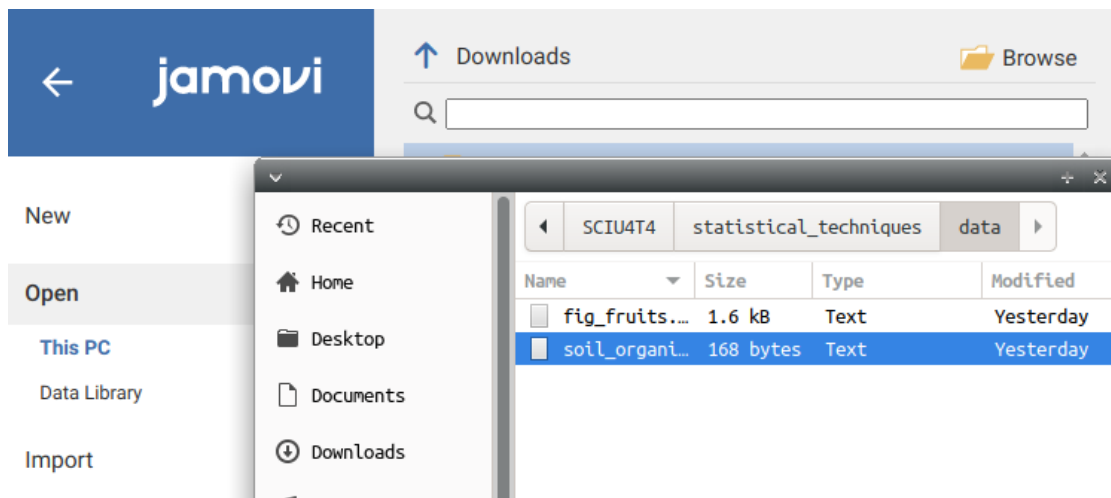 jamovi
Downloads
Browse
New
Open
This PC
Data Library
Import
Recent
Home
Desktop
Documents
Downloads
SCIU4T4 statistical_techniques data
Name Size Type Modified
fig_fruits.… 1.6 kB Text Yesterday
soil_organi… 168 bytes Text Yesterday